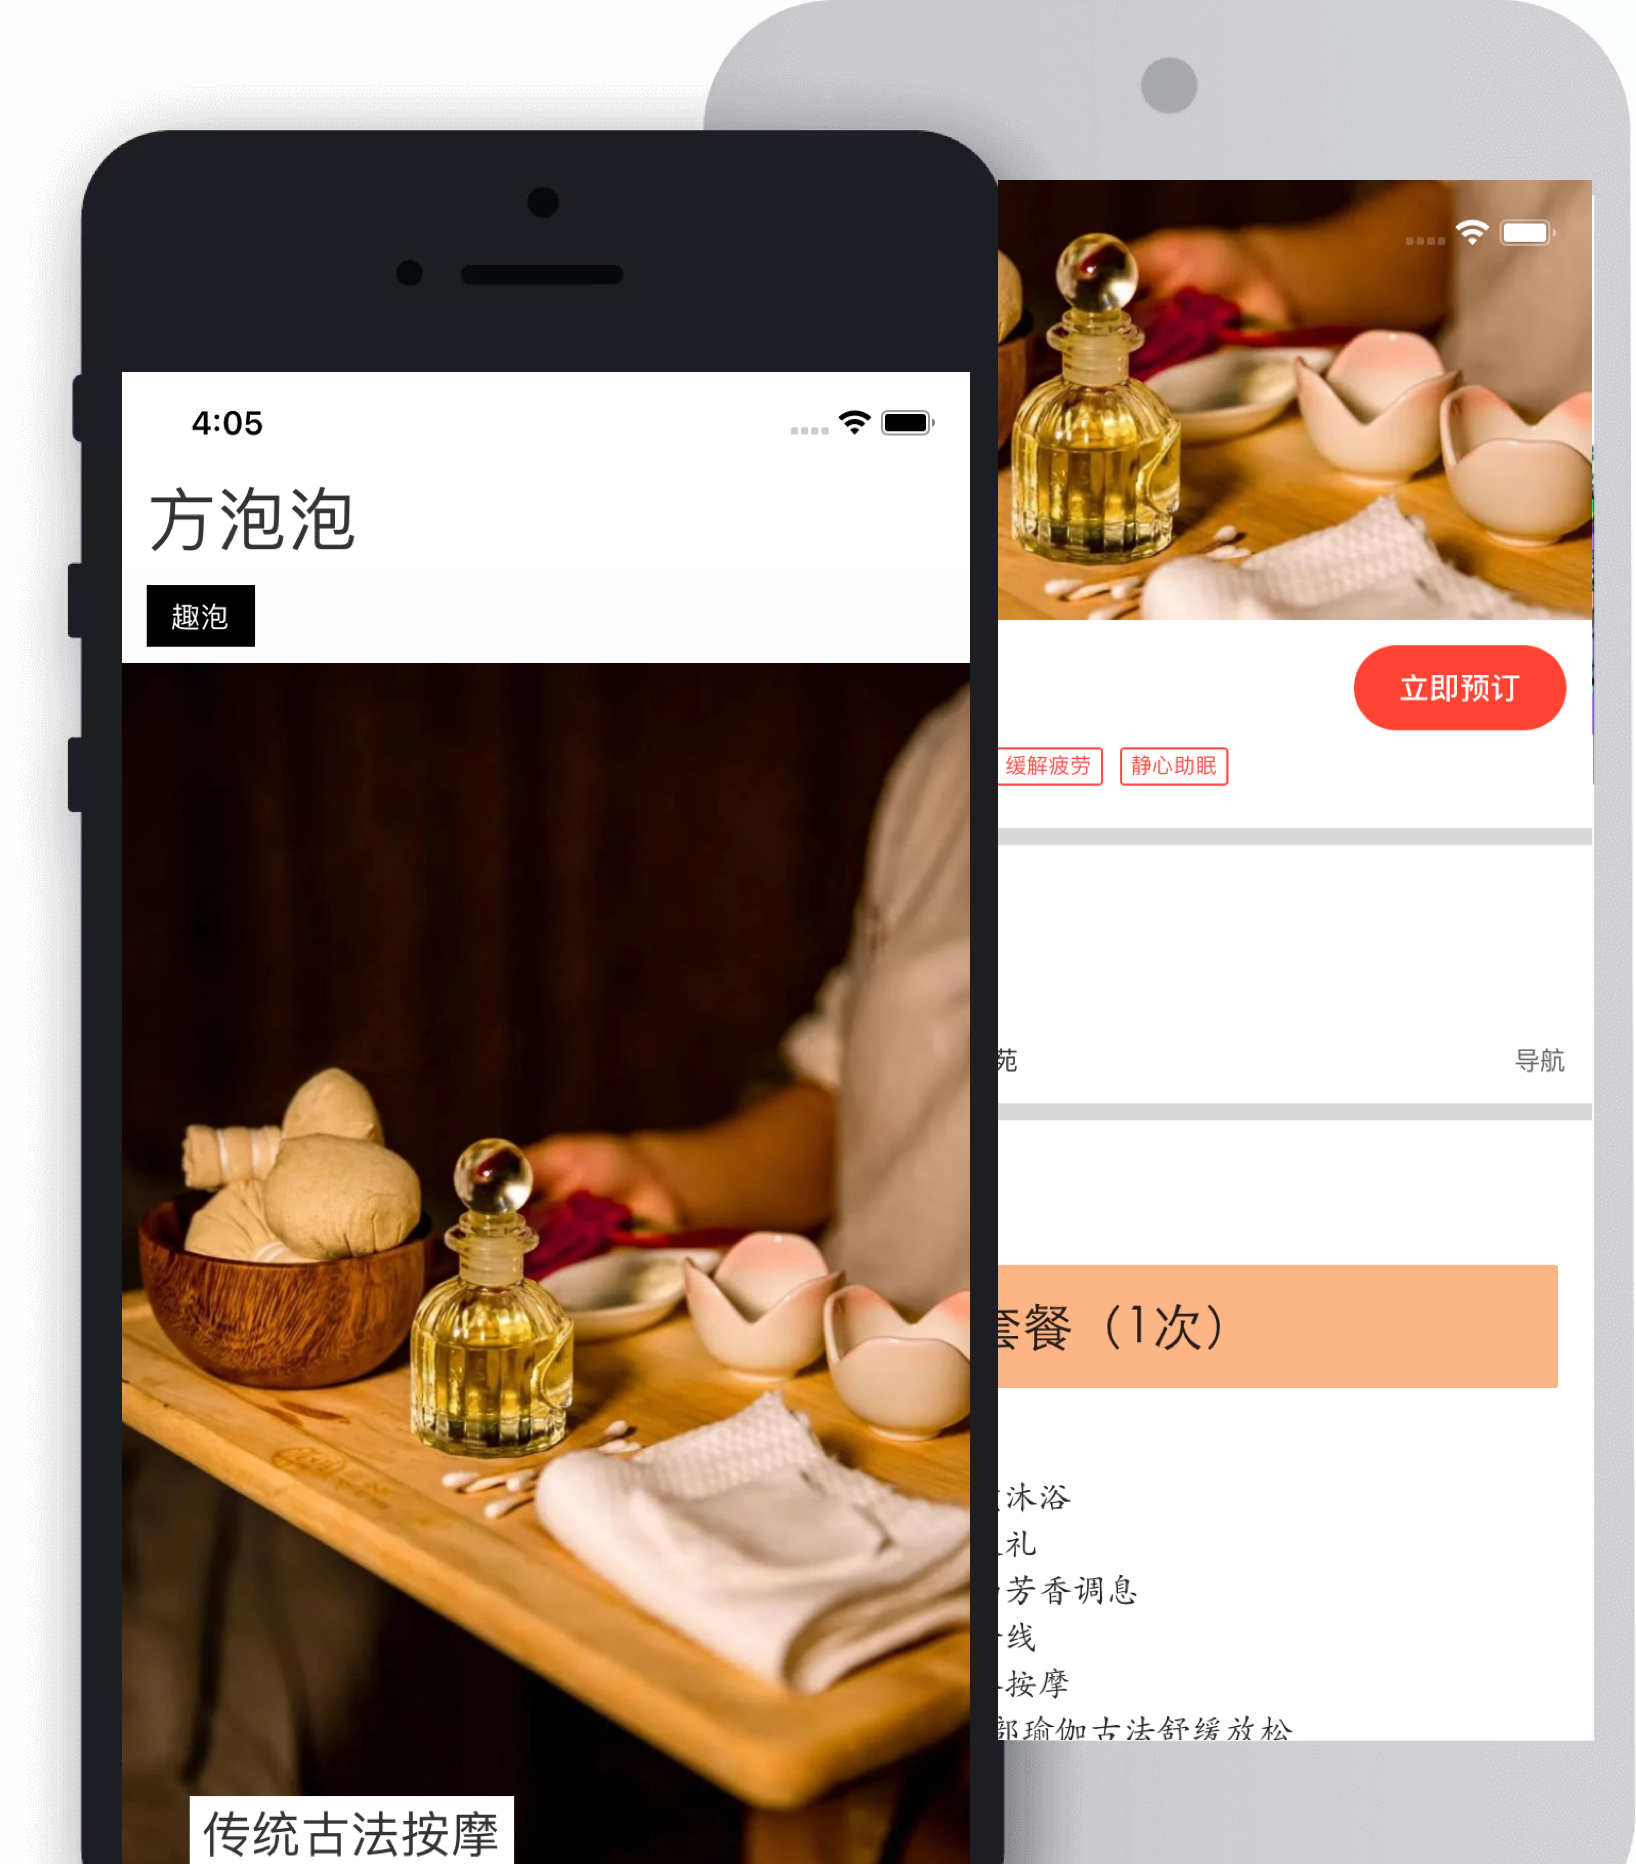 4:05
方泡泡
趣泡
传统古法按摩
立即预订
缓解疲劳 静心助眠
苑 导航
套餐（1次）
沐浴
礼
芳香调息
线
按摩
部瑜伽古法舒缓放松